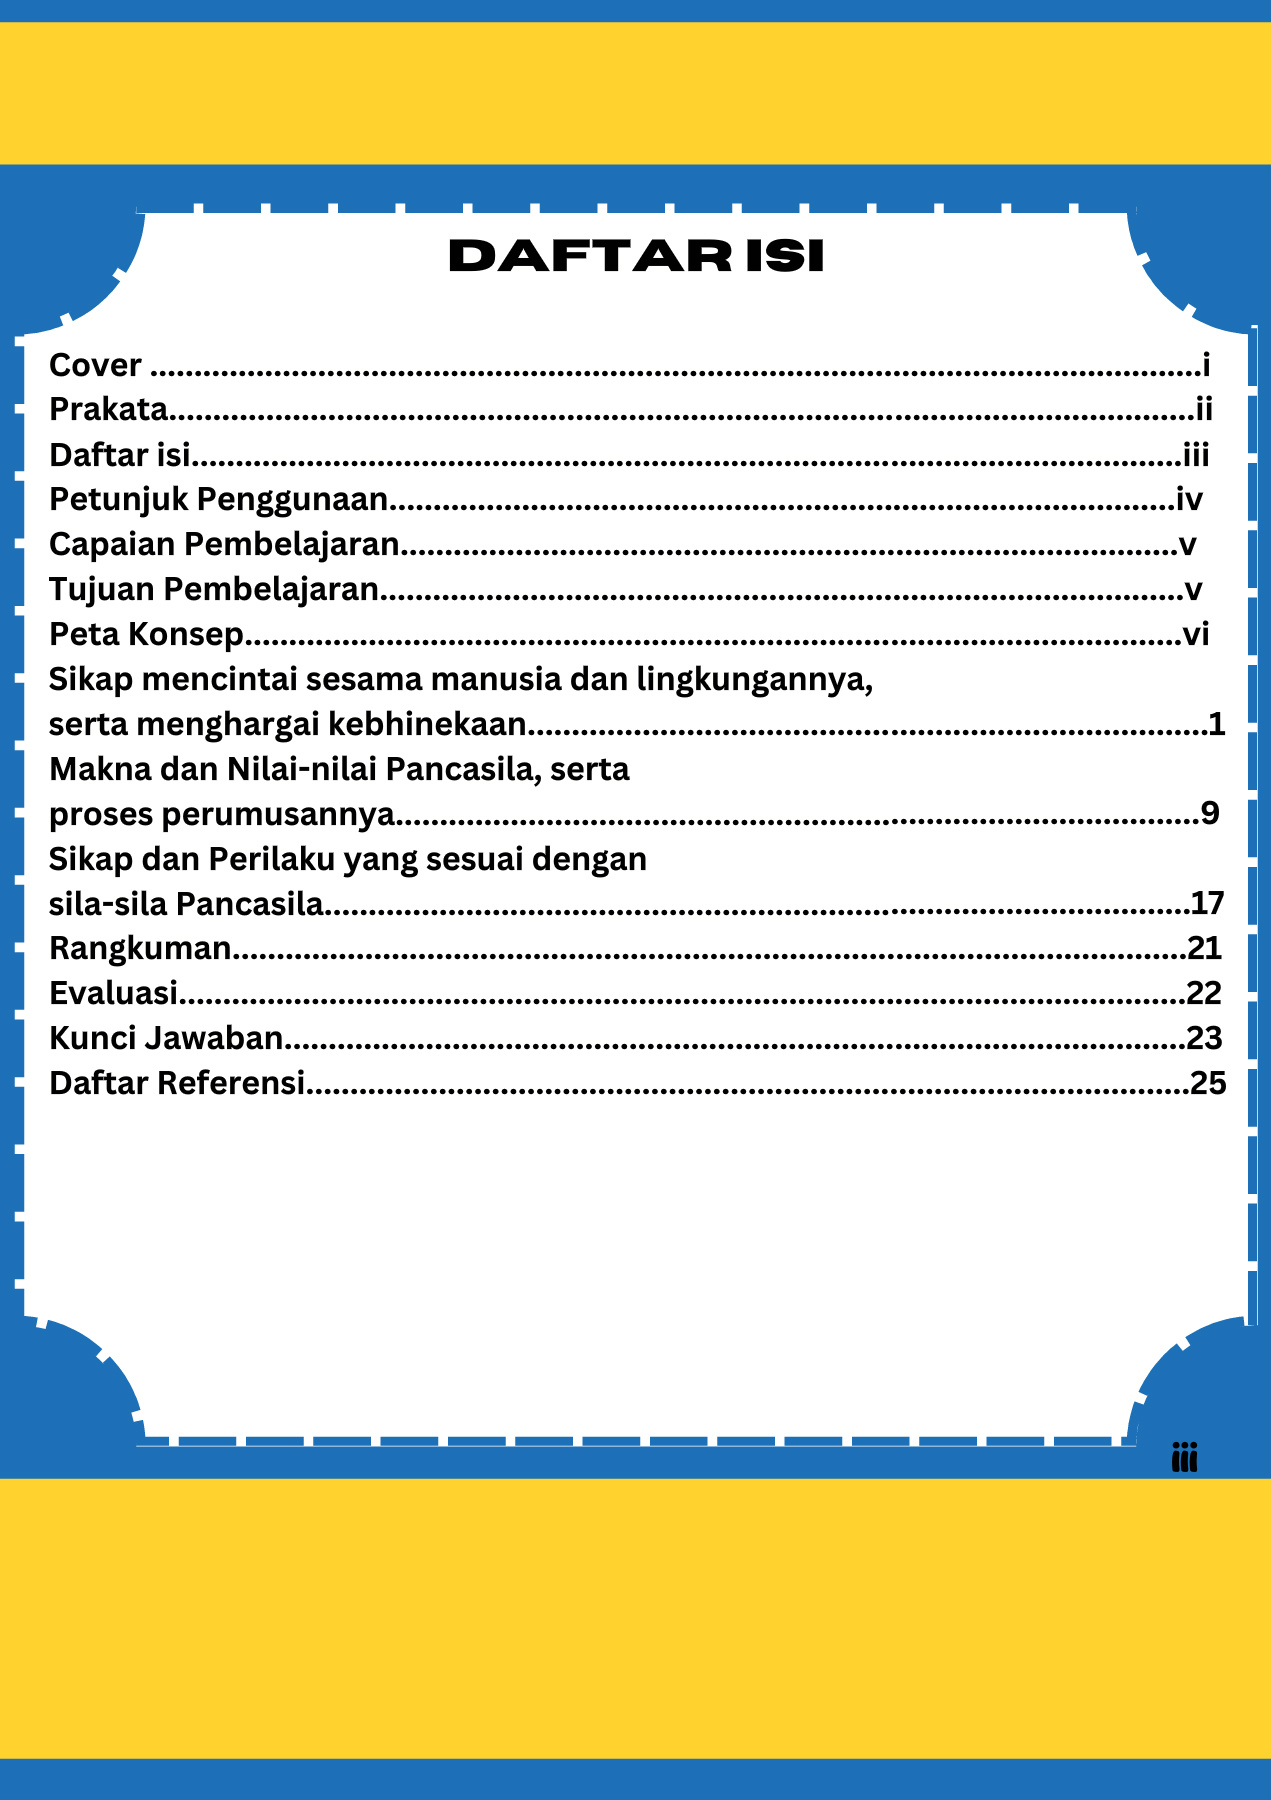 DAFTAR ISI
Cover ........................................................................................................................i
Prakata.....................................................................................................................ii
Daftar isi.................................................................................................................iii
Petunjuk Penggunaan.........................................................................................iv
Capaian Pembelajaran........................................................................................v
Tujuan Pembelajaran...........................................................................................v
Peta Konsep..........................................................................................................vi
Sikap mencintai sesama manusia dan lingkungannya,
serta menghargai kebhinekaan.............................................................................1
Makna dan Nilai-nilai Pancasila, serta
proses perumusannya...........................................................................................9
Sikap dan Perilaku yang sesuai dengan
sila-sila Pancasila..................................................................................................17
Rangkuman............................................................................................................21
Evaluasi..................................................................................................................22
Kunci Jawaban......................................................................................................23
Daftar Referensi....................................................................................................25
iii